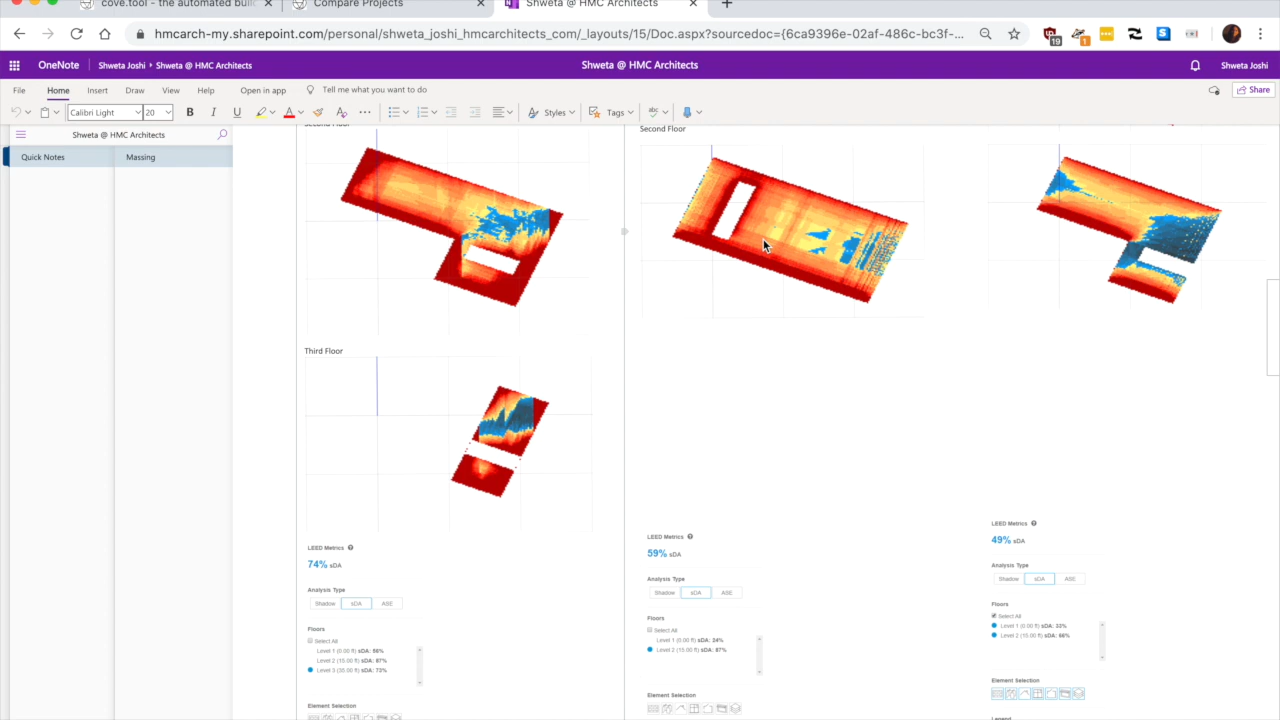 cove.tool - the automated buil
Compare Projects
Shweta @ HMC Architects
hmcarch-my.sharepoint.com/personal/shweta_joshi_hmcarchitects_com/_layouts/15/Doc.aspx?sourcedoc={6ca9396e-02af-486c-bc3f-...
19
1
OneNote
Shweta Joshi › Shweta @ HMC Architects
Shweta @ HMC Architects
Shweta Joshi
File Home Insert Draw View Help Open in app Tell me what you want to do
Share
Calibri Light 20 B I U A Styles Tags
Shweta @ HMC Architects
Quick Notes
Massing
Second Floor
Second Floor
Third Floor
LEED Metrics
74% sDA
Analysis Type
Shadow sDA ASE
Floors
Select All
Level 1 (0.00 ft) sDA: 66%
Level 2 (15.00 ft) sDA: 87%
Level 3 (35.00 ft) sDA: 73%
Element Selection
LEED Metrics
59% sDA
Analysis Type
Shadow sDA ASE
Floors
Select All
Level 1 (0.00 ft) sDA: 24%
Level 2 (15.00 ft) sDA: 87%
Element Selection
LEED Metrics
49% sDA
Analysis Type
Shadow sDA ASE
Floors
Select All
Level 1 (0.00 ft) sDA: 33%
Level 2 (15.00 ft) sDA: 66%
Element Selection
Legend